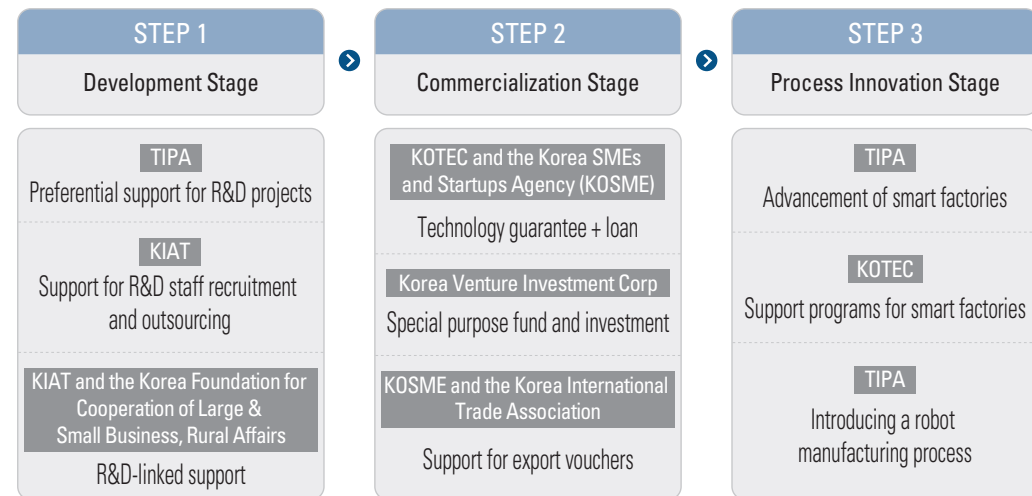 STEP 1
Development Stage
TIPA
Preferential support for R&D projects
KIAT
Support for R&D staff recruitment
and outsourcing
KIAT and the Korea Foundation for
Cooperation of Large &
Small Business, Rural Affairs
R&D-linked support
STEP 2
Commercialization Stage
KOTEC and the Korea SMEs
and Startups Agency (KOSME)
Technology guarantee + loan
Korea Venture Investment Corp
Special purpose fund and investment
KOSME and the Korea International
Trade Association
Support for export vouchers
STEP 3
Process Innovation Stage
TIPA
Advancement of smart factories
KOTEC
Support programs for smart factories
TIPA
Introducing a robot
manufacturing process